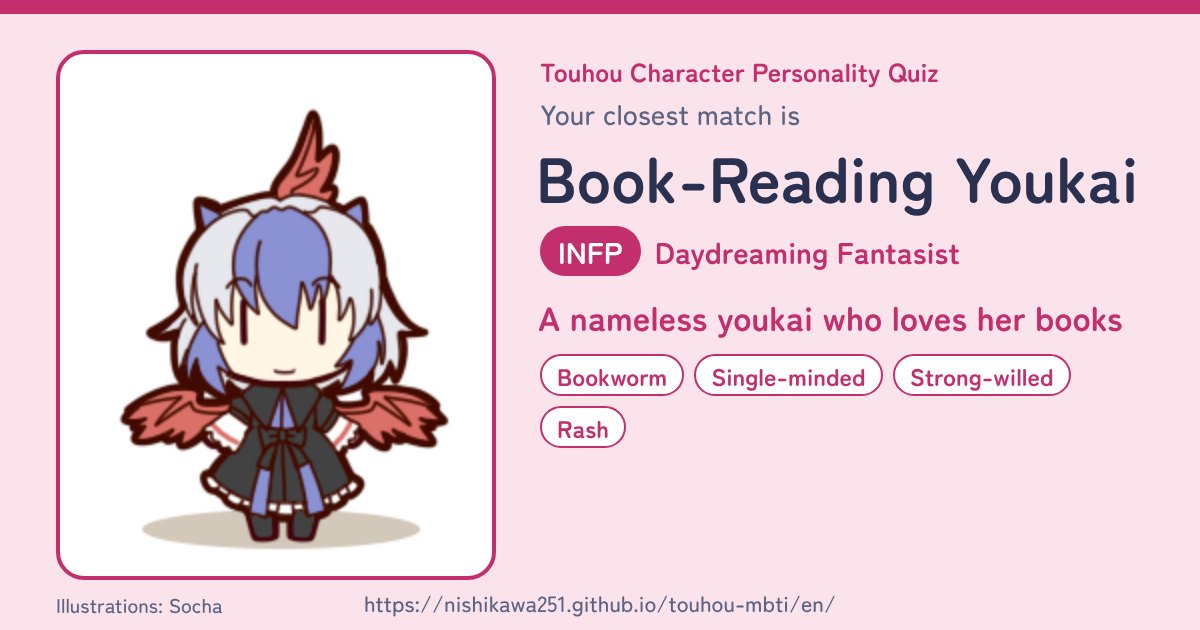 Touhou Character Personality Quiz
Your closest match is
Book-Reading Youkai
INFP Daydreaming Fantasist
A nameless youkai who loves her books
Bookworm Single-minded Strong-willed
Rash
Illustrations: Socha https://nishikawa251.github.io/touhou-mbti/en/